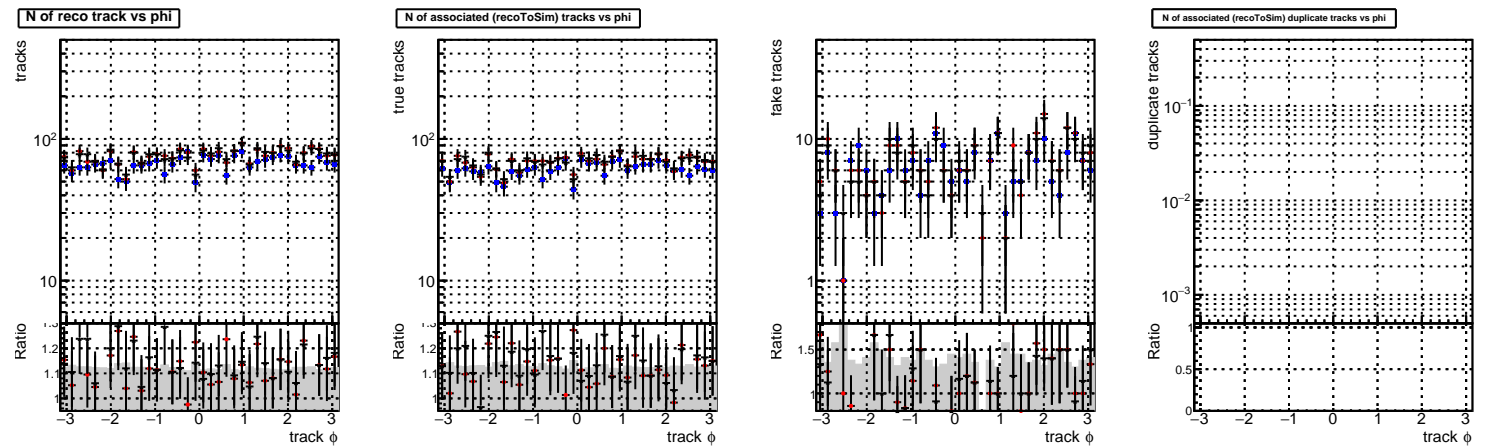 N of reco track vs phi
tracks
10²
10
1.3
1.2
1.1
1
Ratio
−3 −2 −1 0 1 2 3
track ϕ
N of associated (recoToSim) tracks vs phi
true tracks
10²
10
1.3
1.2
1.1
1
Ratio
−3 −2 −1 0 1 2 3
track ϕ
fake tracks
10
1
1.5
Ratio
−3 −2 −1 0 1 2 3
track ϕ
N of associated (recoToSim) duplicate tracks vs phi
duplicate tracks
10⁻¹
10⁻²
10⁻³
1
0.5
0
Ratio
−3 −2 −1 0 1 2 3
track ϕ